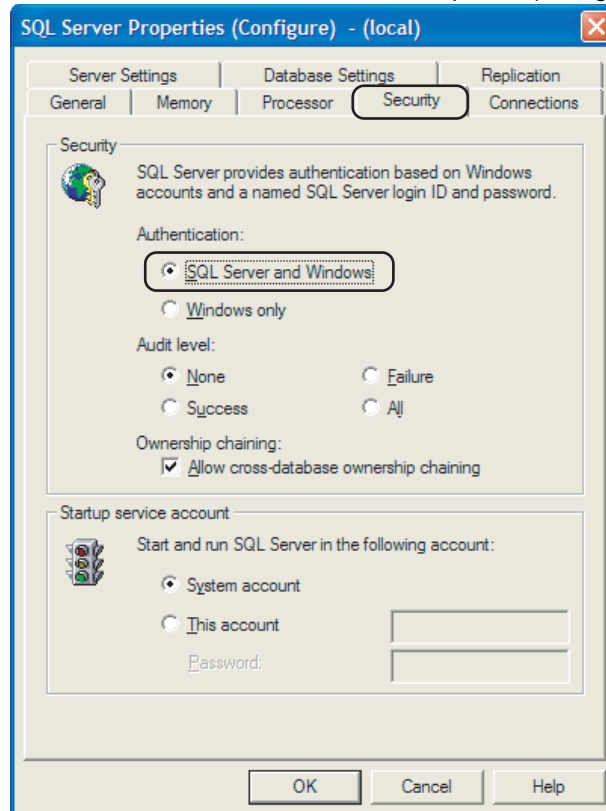 SQL Server Properties (Configure) - (local)
Server Settings Database Settings Replication
General Memory Processor Security Connections
Security
SQL Server provides authentication based on Windows
accounts and a named SQL Server login ID and password.
Authentication:
SQL Server and Windows
Windows only
Audit level:
None Failure
Success All
Ownership chaining:
Allow cross-database ownership chaining
Startup service account
Start and run SQL Server in the following account:
System account
This account
Password:
OK Cancel Help